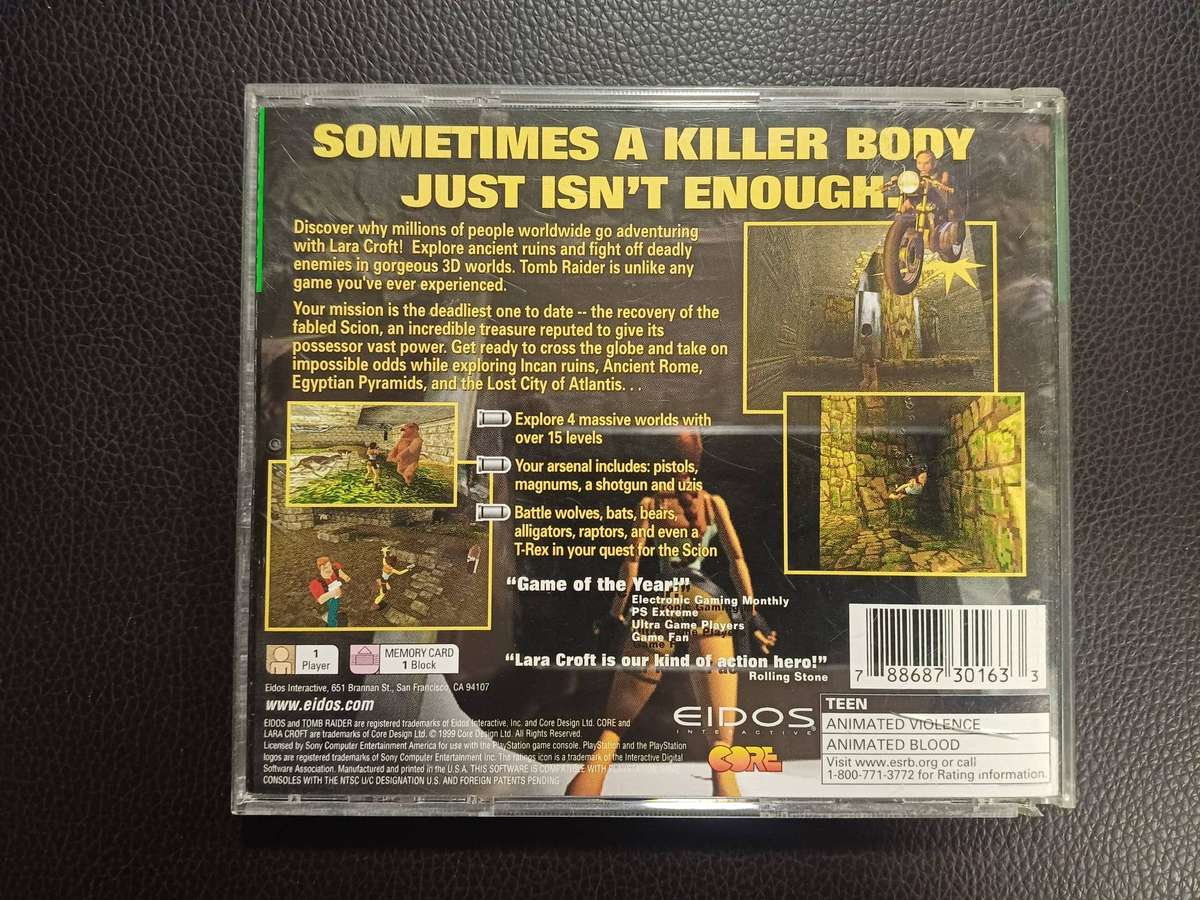 SOMETIMES A KILLER BODY
JUST ISN'T ENOUGH.
Discover why millions of people worldwide go adventuring
with Lara Croft! Explore ancient ruins and fight off deadly
enemies in gorgeous 3D worlds. Tomb Raider is unlike any
game you've ever experienced.
Your mission is the deadliest one to date -- the recovery of the
fabled Scion, an incredible treasure reputed to give its
possessor vast power. Get ready to cross the globe and take on
impossible odds while exploring Incan ruins, Ancient Rome,
Egyptian Pyramids, and the Lost City of Atlantis. . .
Explore 4 massive worlds with
over 15 levels
Your arsenal includes: pistols,
magnums, a shotgun and uzis
Battle wolves, bats, bears,
alligators, raptors, and even a
T-Rex in your quest for the Scion
"Game of the Year!"
Electronic Gaming Monthly
PS Extreme
Ultra Game Players
Game Fan
"Lara Croft is our kind of action hero!"
Rolling Stone
1
Player
MEMORY CARD
1 Block
Eidos Interactive, 651 Brannan St., San Francisco, CA 94107
www.eidos.com
EIDOS and TOMB RAIDER are registered trademarks of Eidos Interactive, Inc. and Core Design Ltd. CORE and
LARA CROFT are trademarks of Core Design Ltd. © 1999 Core Design Ltd. All Rights Reserved.
Licensed by Sony Computer Entertainment America for use with the PlayStation game console. PlayStation and the PlayStation
logos are registered trademarks of Sony Computer Entertainment Inc. The ratings icon is a trademark of the Interactive Digital
Software Association. Manufactured and printed in the U.S.A. THIS SOFTWARE IS COMPATIBLE WITH PLAYSTATION GAME
CONSOLES WITH THE NTSC U/C DESIGNATION U.S. AND FOREIGN PATENTS PENDING
EIDOS
INTERACTIVE
CORE
7 88687 30163 3
TEEN
ANIMATED VIOLENCE
ANIMATED BLOOD
Visit www.esrb.org or call
1-800-771-3772 for Rating information.